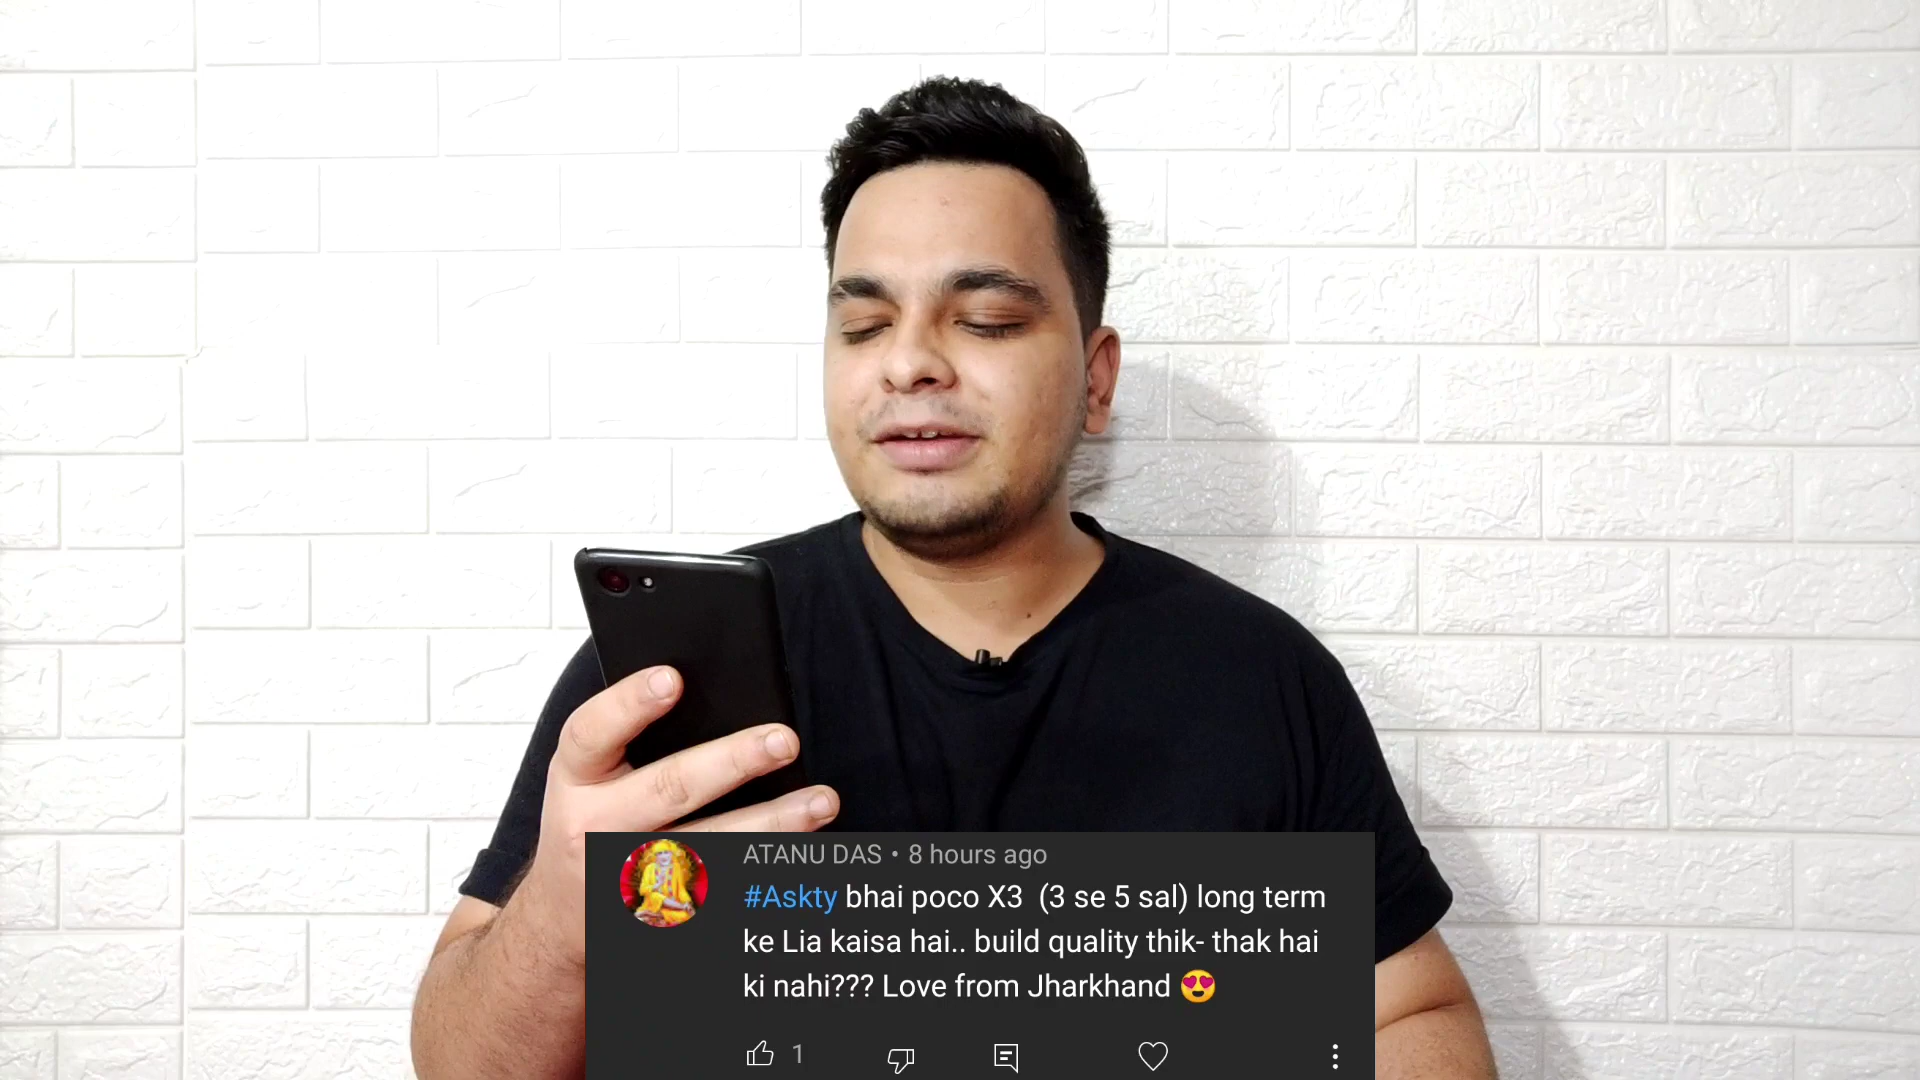 ATANU DAS • 8 hours ago
#Askty bhai poco X3 (3 se 5 sal) long term
ke Lia kaisa hai.. build quality thik- thak hai
ki nahi??? Love from Jharkhand 😍
1